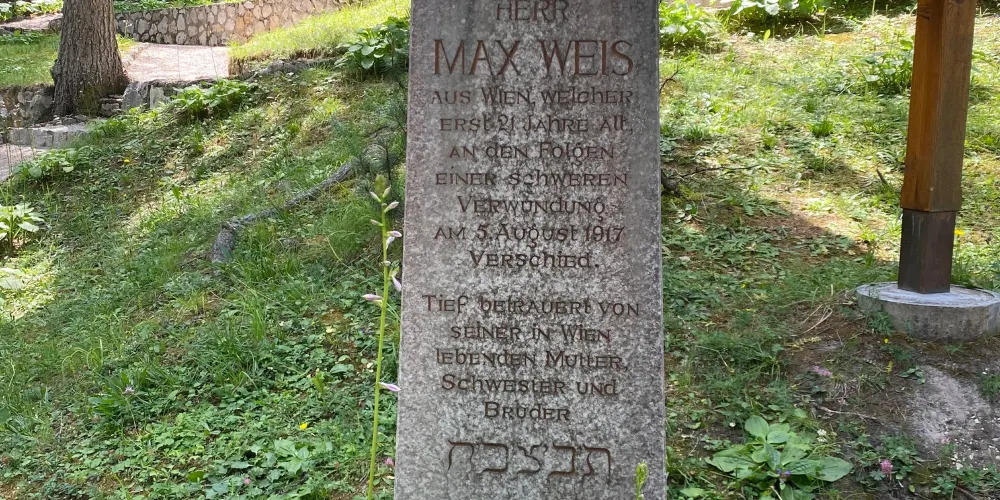 HERR
MAX WEIS
AUS WIEN, WELCHER
ERST 21 JAHRE ALT,
AN DEN FOLGEN
EINER SCHWEREN
VERWUNDUNG
AM 5. AUGUST 1917
VERSCHIED.
TIEF BETRAUERT VON
SEINER IN WIEN
LEBENDEN MUTTER,
SCHWESTER UND
BRUDER
תנצבה